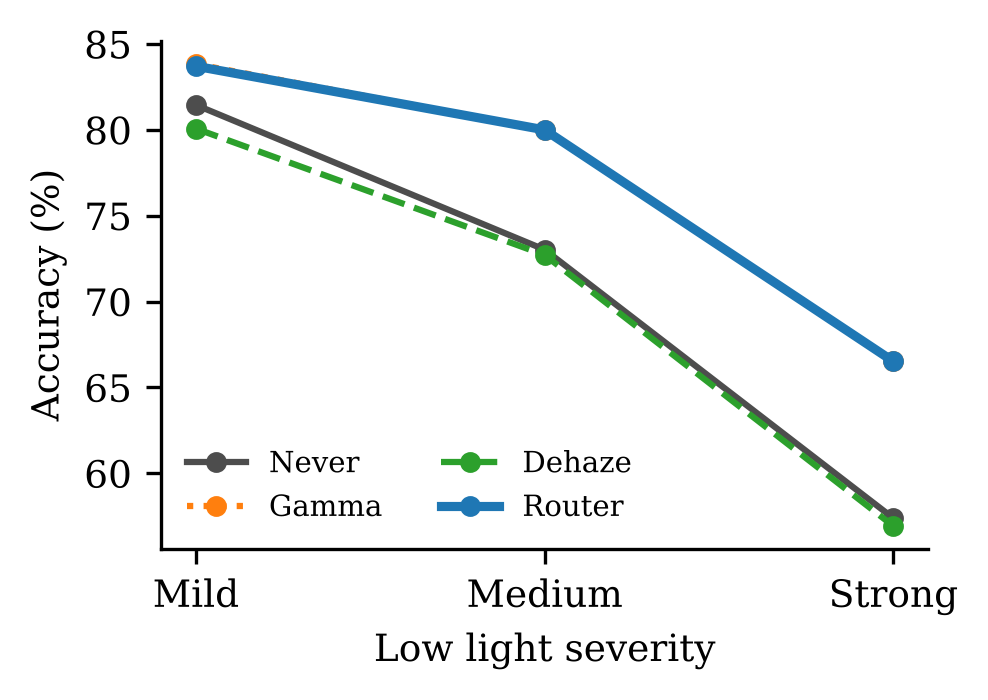 85
80
75
70
65
60
Accuracy (%)
Never
Gamma
Dehaze
Router
Mild
Medium
Strong
Low light severity